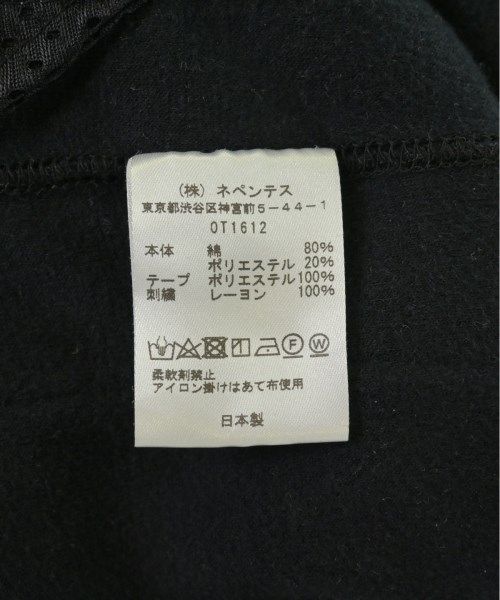 (株) ネペンテス
東京都渋谷区神宮前5-44-1
OT1612
本体 綿 80%
ポリエステル 20%
テープ ポリエステル 100%
刺繍 レーヨン 100%
F W
柔軟剤禁止
アイロン掛けはあて布使用
日本製